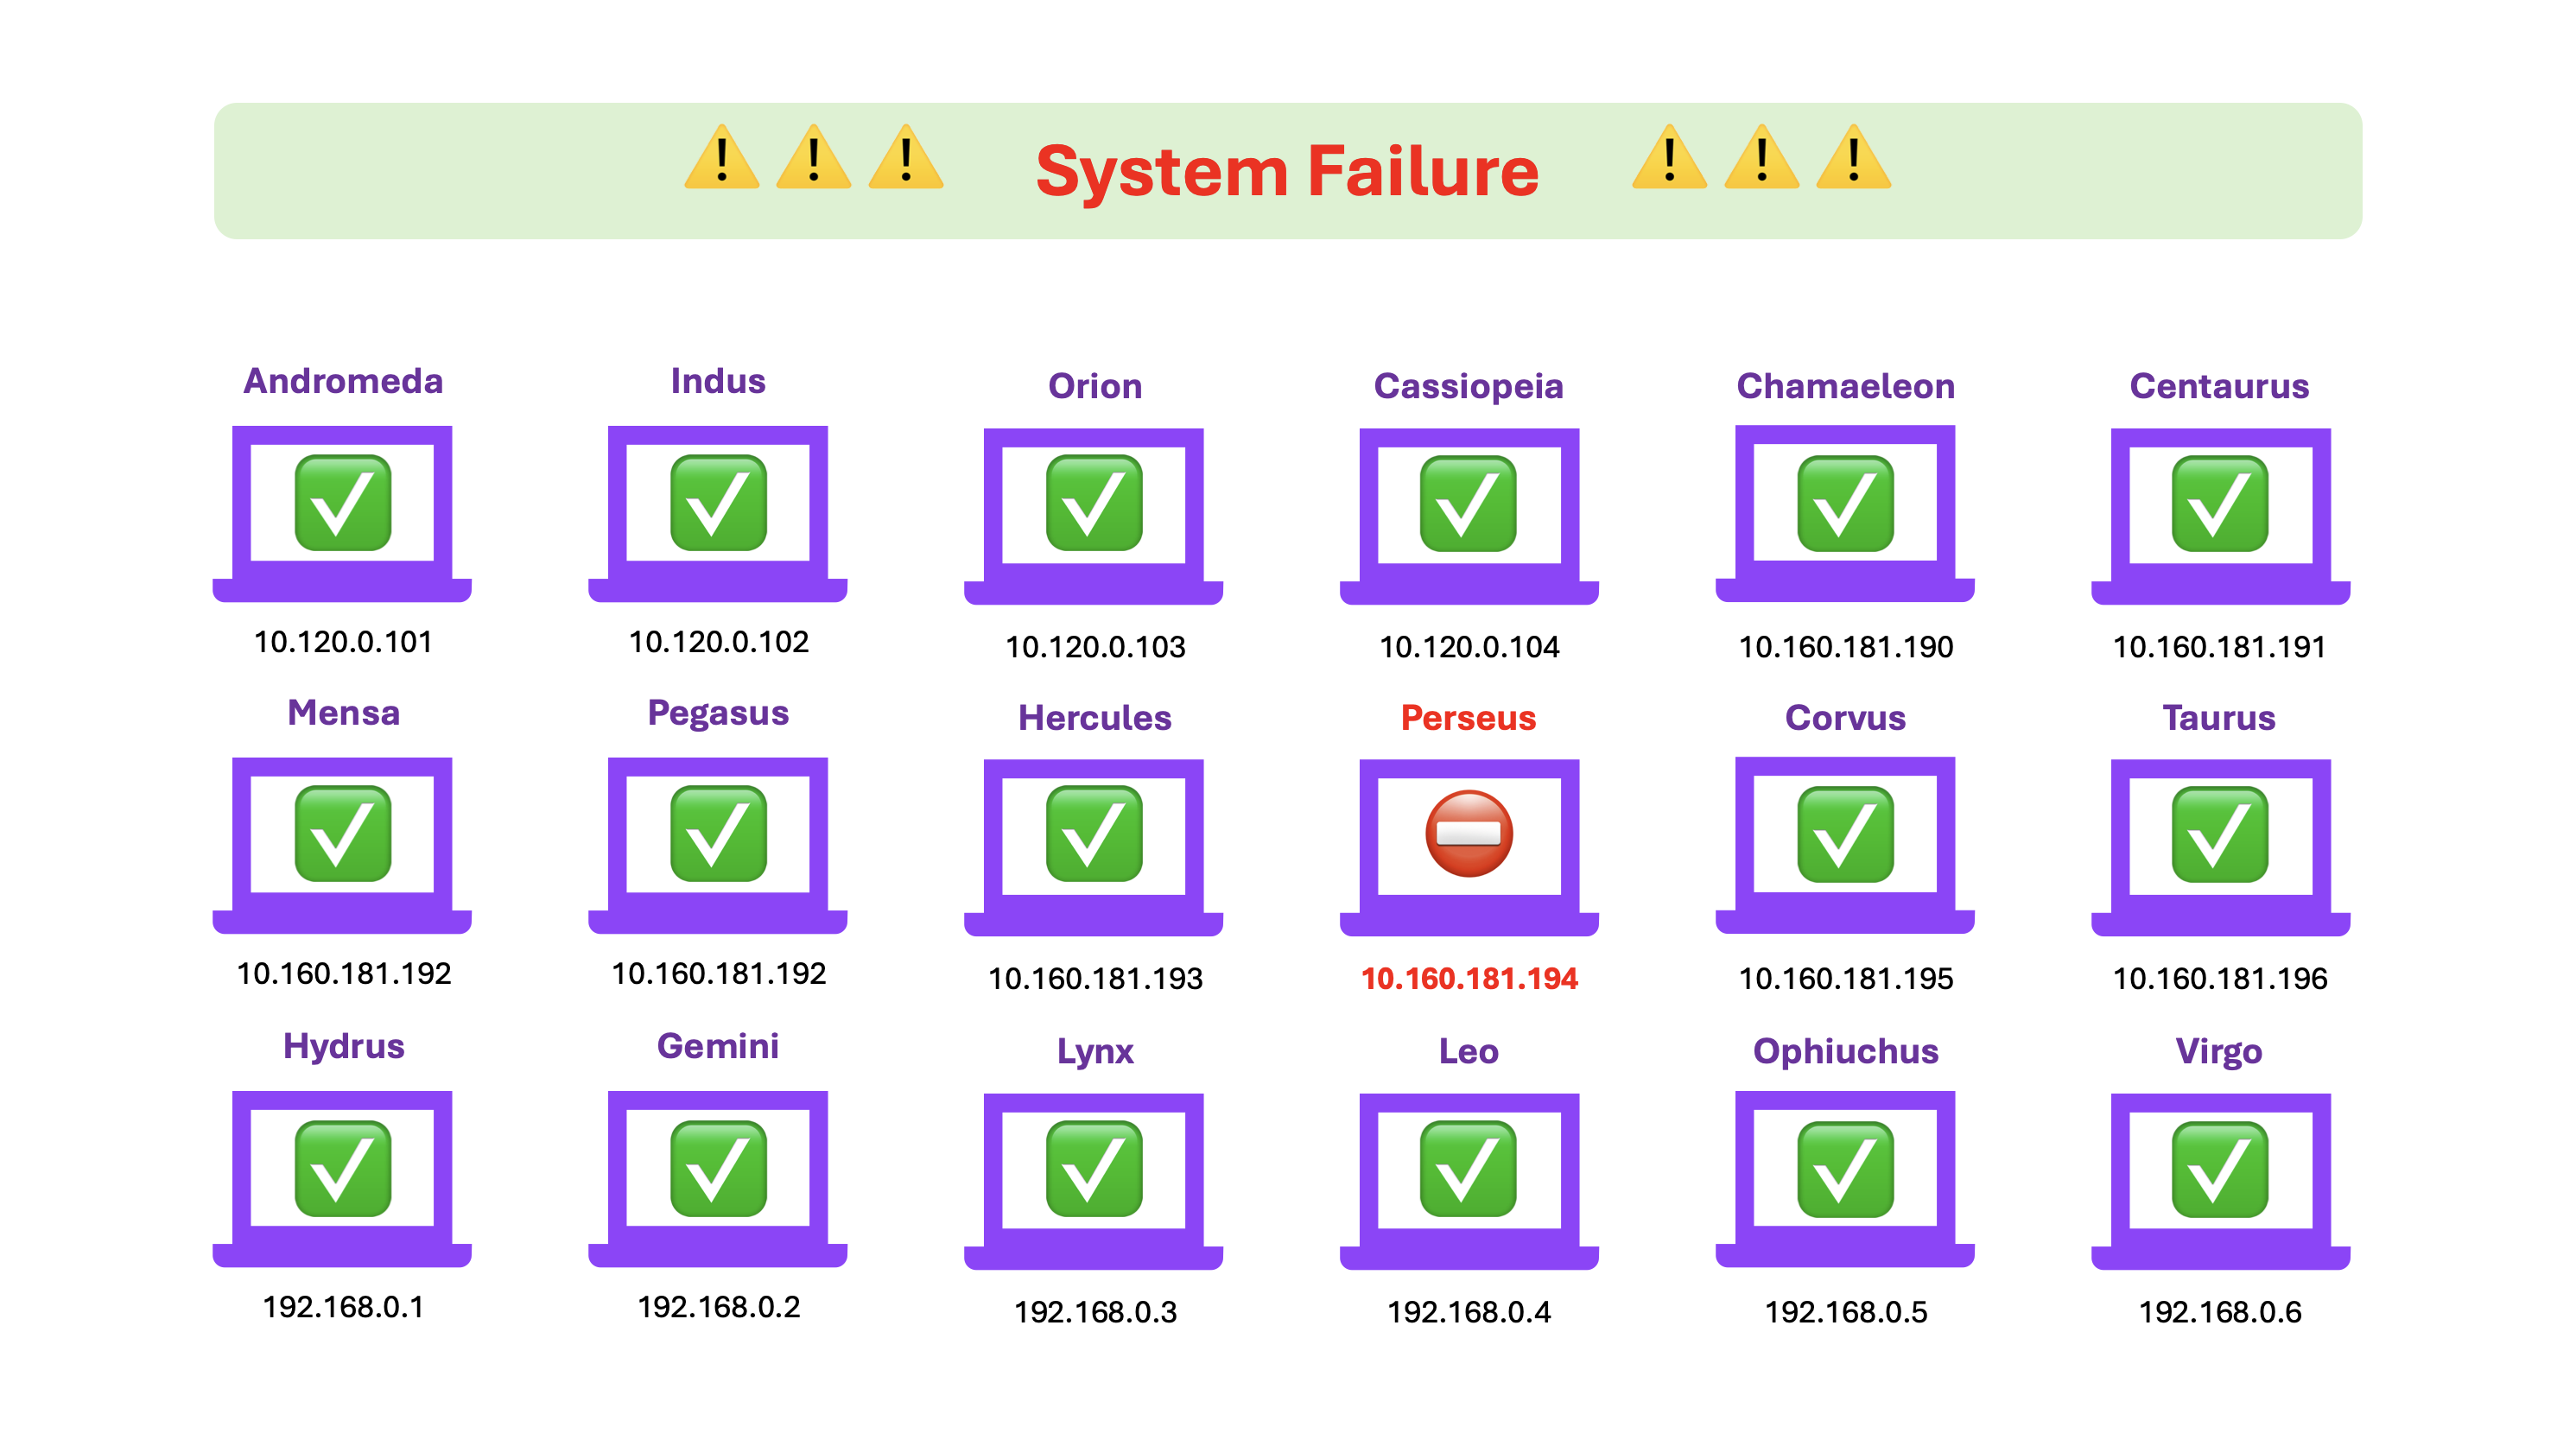 System Failure
Andromeda
Indus
Orion
Cassiopeia
Chamaeleon
Centaurus
10.120.0.101
10.120.0.102
10.120.0.103
10.120.0.104
10.160.181.190
10.160.181.191
Mensa
Pegasus
Hercules
Perseus
Corvus
Taurus
10.160.181.192
10.160.181.192
10.160.181.193
10.160.181.194
10.160.181.195
10.160.181.196
Hydrus
Gemini
Lynx
Leo
Ophiuchus
Virgo
192.168.0.1
192.168.0.2
192.168.0.3
192.168.0.4
192.168.0.5
192.168.0.6